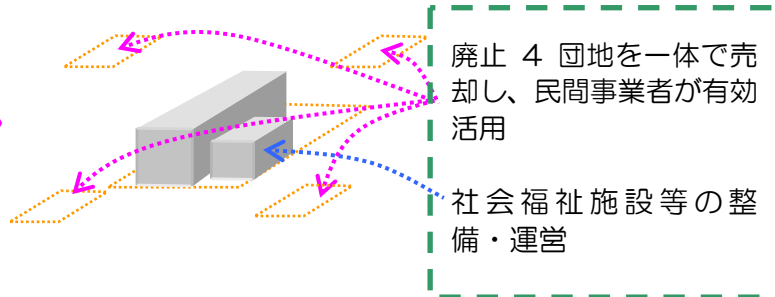 廃止 4 団地を一体で売
却し、民間事業者が有効
活用
社会福祉施設等の整
備・運営